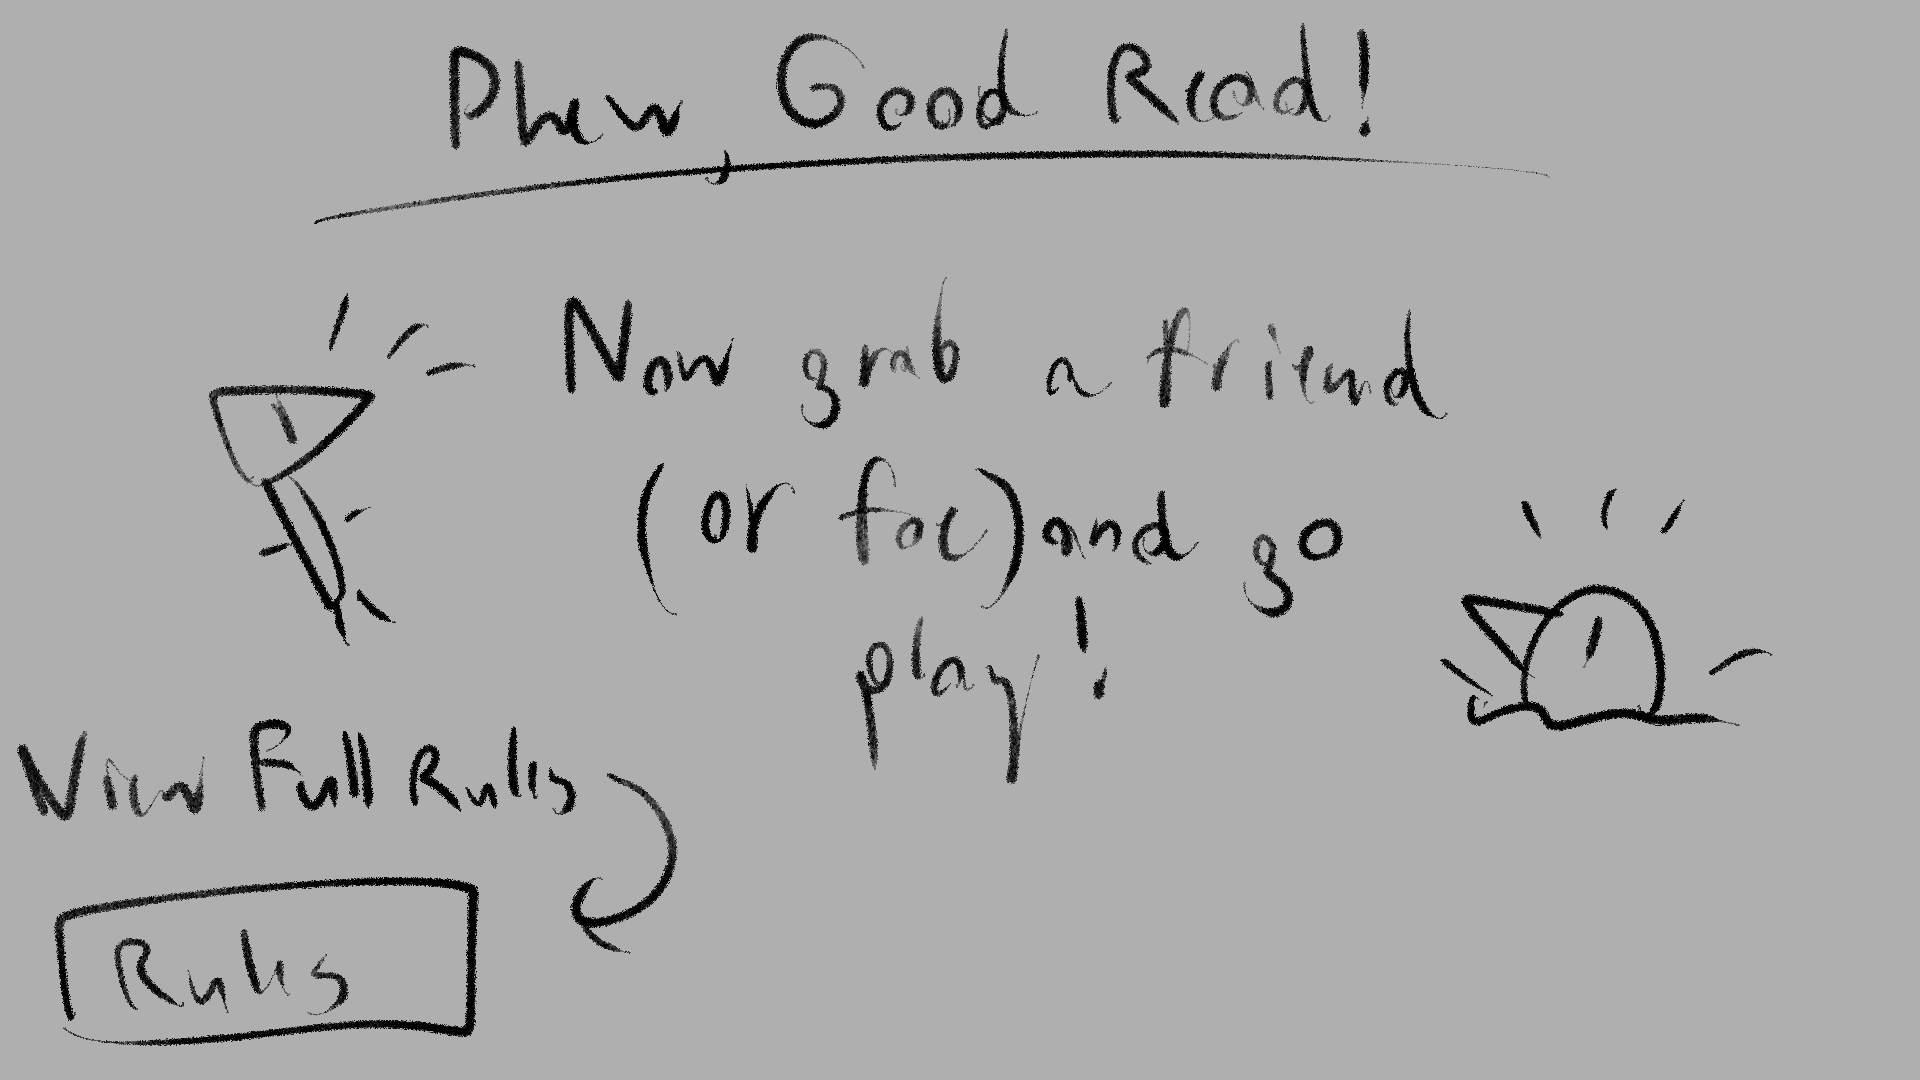 Phew, Good Read!
Now grab a friend
(or foe) and go
play!
View Full Rules
Rules